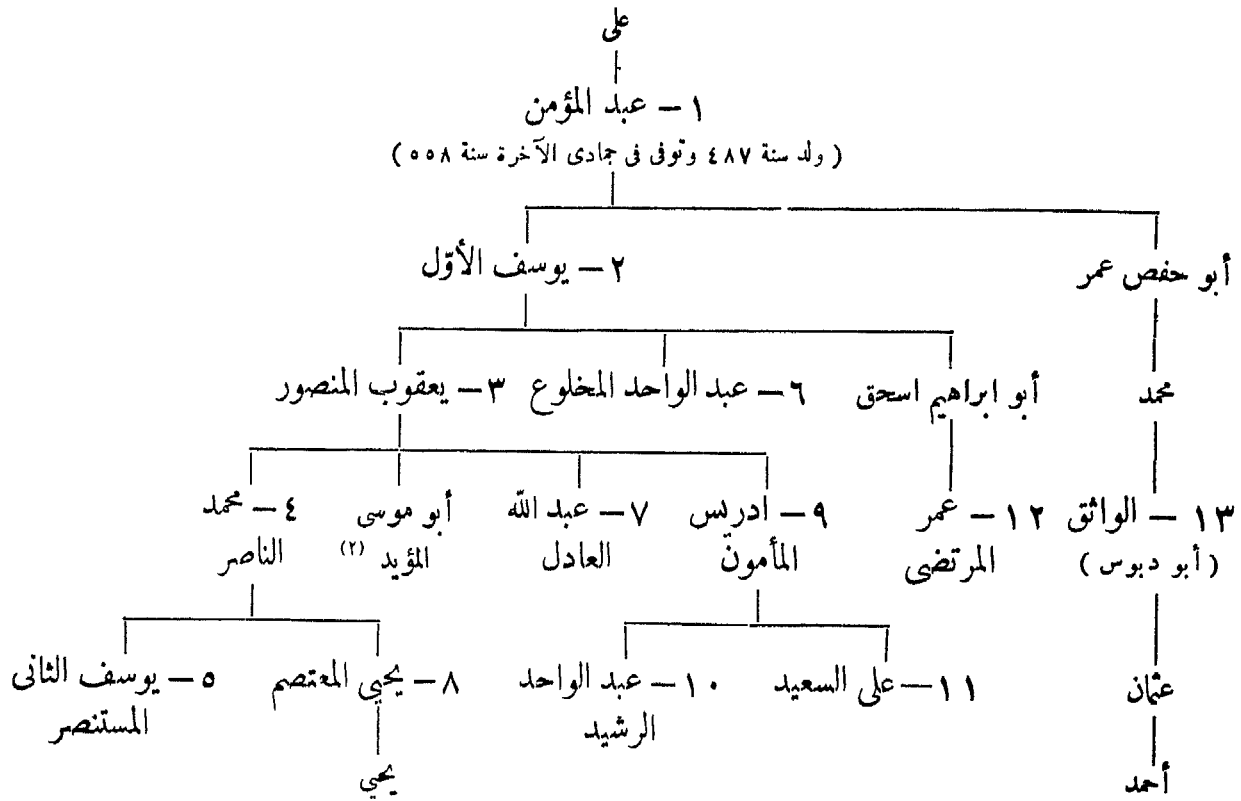 على
١ – عبد المؤمن
( ولد سنة ٤٨٧ وتوفى فى جمادى الآخرة سنة ٥٥٨ )
أبو حفص عمر
٢ – يوسف الأوّل
محمد
أبو ابراهيم اسحق
٦ – عبد الواحد المخلوع
٣ – يعقوب المنصور
١٣ – الواثق
( أبو دبوس )
١٢ – عمر
المرتضى
٩ – ادريس
المأمون
٧ – عبد اللّه
العادل
أبو موسى
المؤيد (٢)
٤ – محمد
الناصر
عثمان
١١ – على السعيد
١٠ – عبد الواحد
الرشيد
٨ – يحيى المعتصم
٥ – يوسف الثانى
المستنصر
أحمد
يحيى